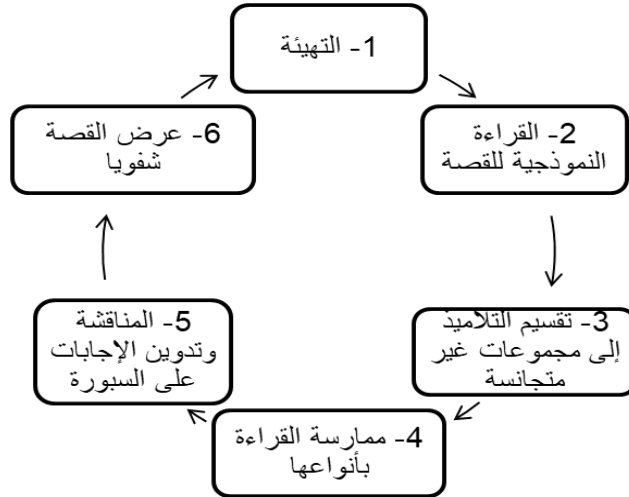 1- التهيئة
2- القراءة
النموذجية للقصة
3- تقسيم التلاميذ
إلى مجموعات غير
متجانسة
4- ممارسة القراءة
بأنواعها
5- المناقشة
وتدوين الإجابات
على السبورة
6- عرض القصة
شفويا